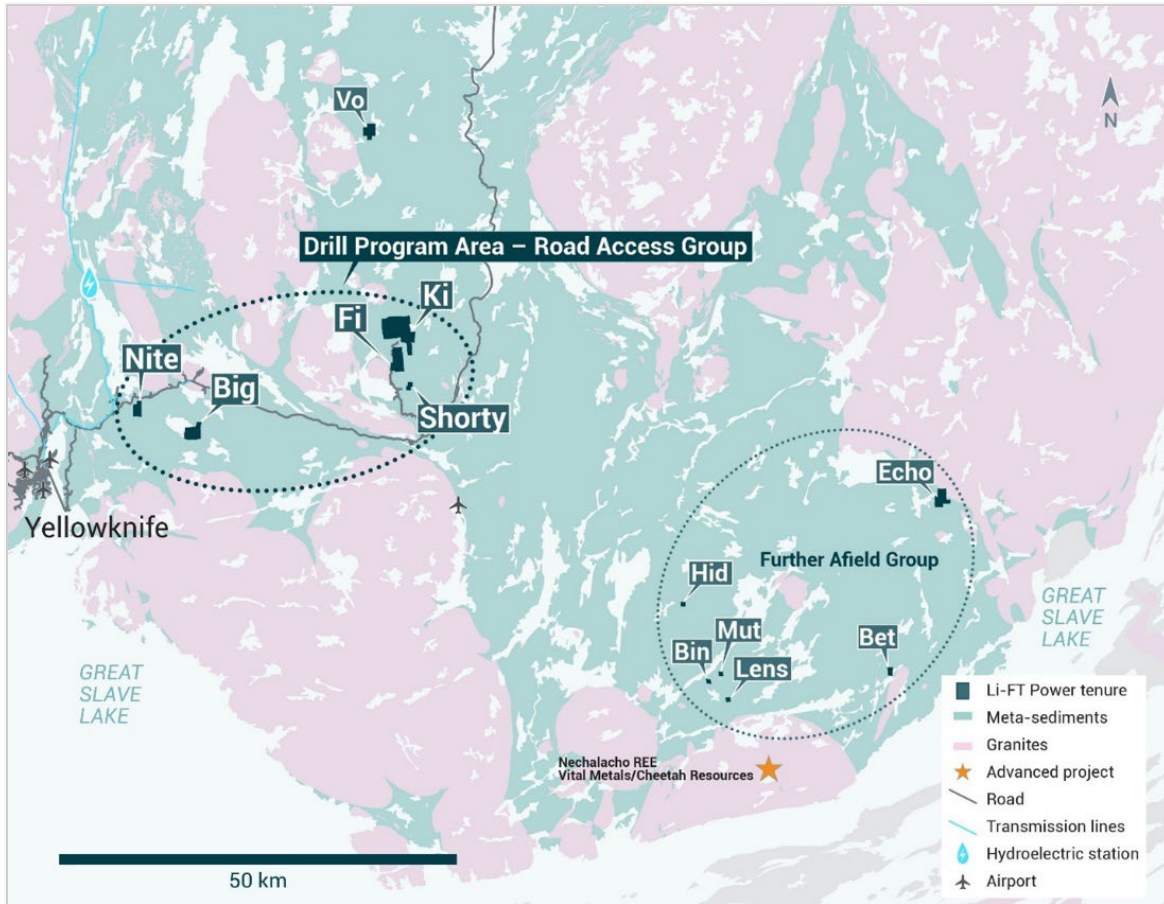 Vo
N
Drill Program Area – Road Access Group
Ki
Fi
Nite
Big
Shorty
Echo
Yellowknife
Further Afield Group
Hid
GREAT
SLAVE
LAKE
Mut
Bet
Bin
Lens
GREAT
SLAVE
LAKE
Nechalacho REE
Vital Metals/Cheetah Resources
50 km
Li-FT Power tenure
Meta-sediments
Granites
Advanced project
Road
Transmission lines
Hydroelectric station
Airport